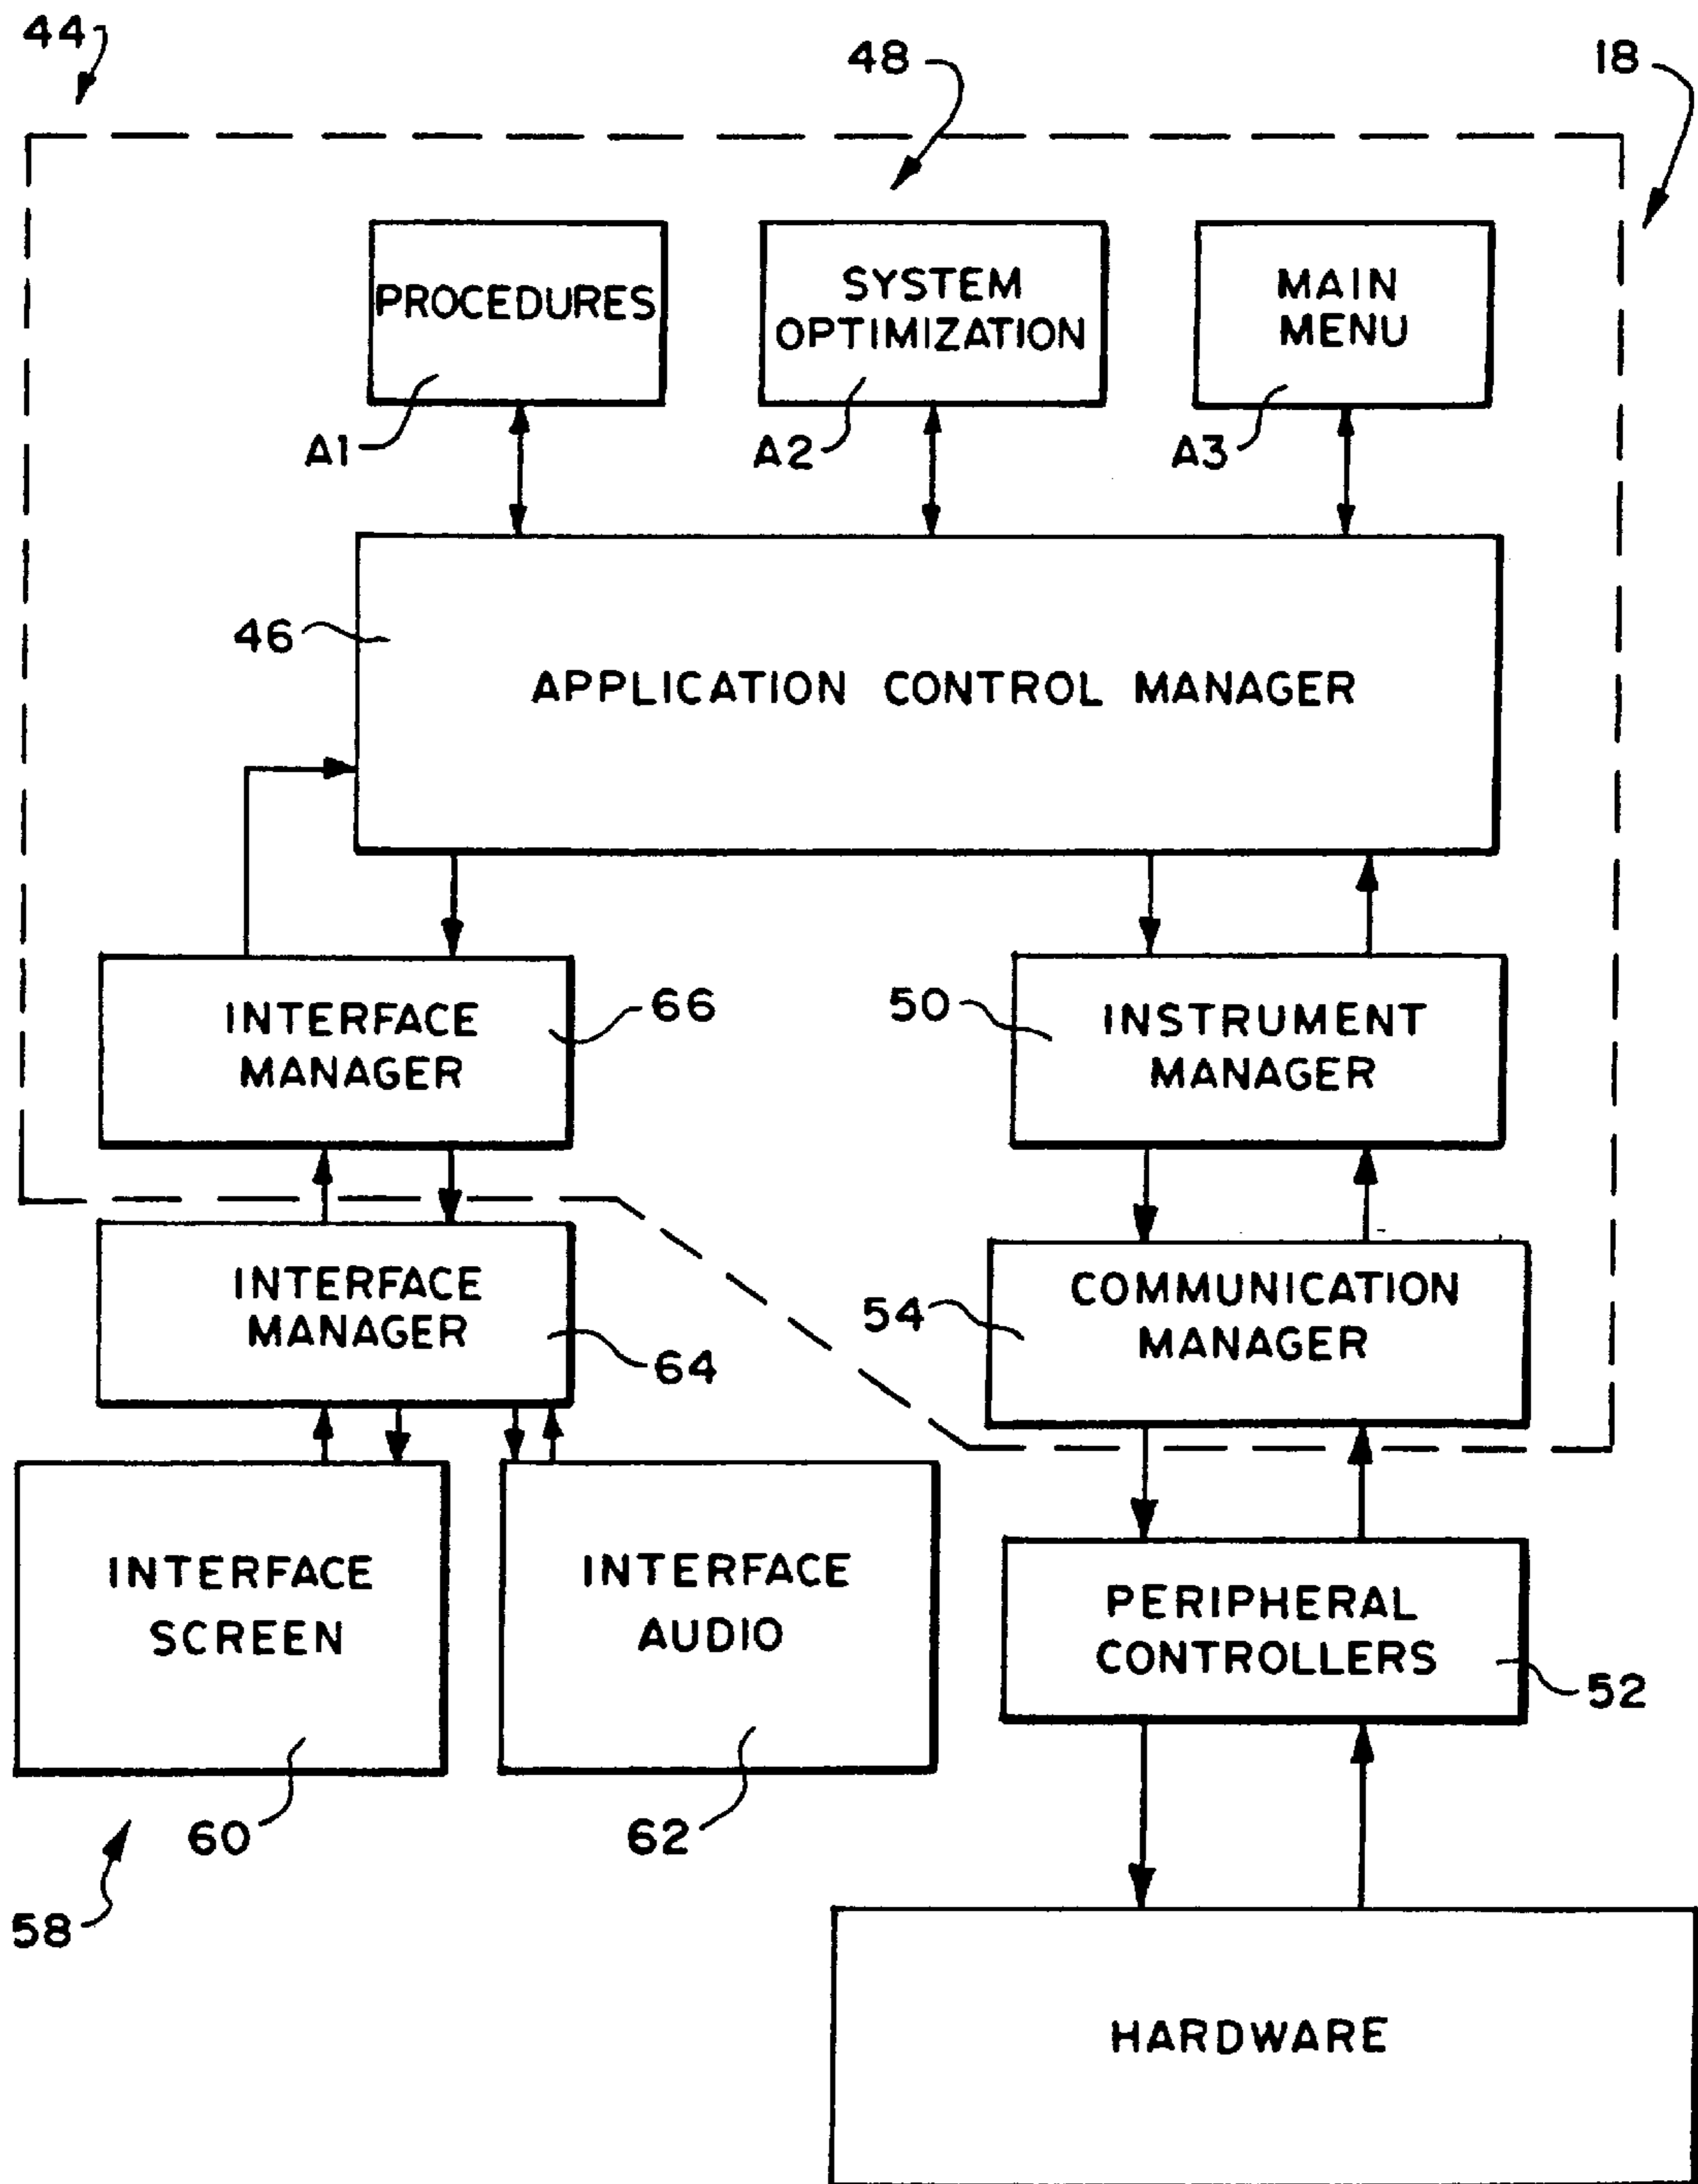 44
48
18
PROCEDURES
SYSTEM
OPTIMIZATION
MAIN
MENU
A1
A2
A3
46
APPLICATION CONTROL MANAGER
INTERFACE
MANAGER
66
50
INSTRUMENT
MANAGER
INTERFACE
MANAGER
64
54
COMMUNICATION
MANAGER
INTERFACE
SCREEN
INTERFACE
AUDIO
PERIPHERAL
CONTROLLERS
52
60
62
58
HARDWARE